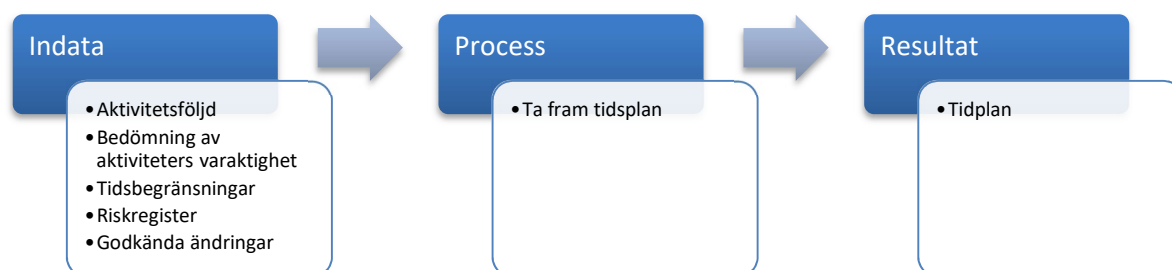 Indata
•Aktivitetsföljd
•Bedömning av
aktiviteters varaktighet
•Tidsbegränsningar
•Riskregister
•Godkända ändringar
Process
•Ta fram tidsplan
Resultat
•Tidplan